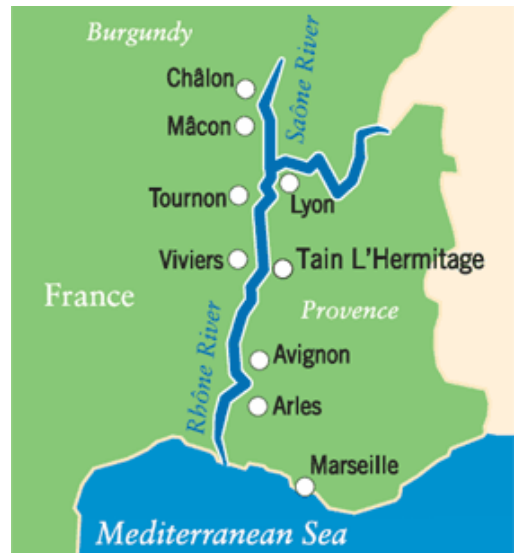 Burgundy
Châlon
Saône River
Mâcon
Lyon
Tournon
Viviers
Tain L'Hermitage
France
Provence
Rhône River
Avignon
Arles
Marseille
Mediterranean Sea